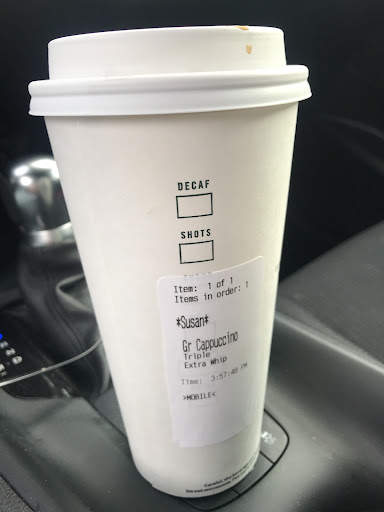 DECAF
SHOTS
Item: 1 of 1
Items in order: 1
*Susan*
Gr Cappuccino
Triple
Extra Whip
Time: 3:57:48 PM
>MOBILE<